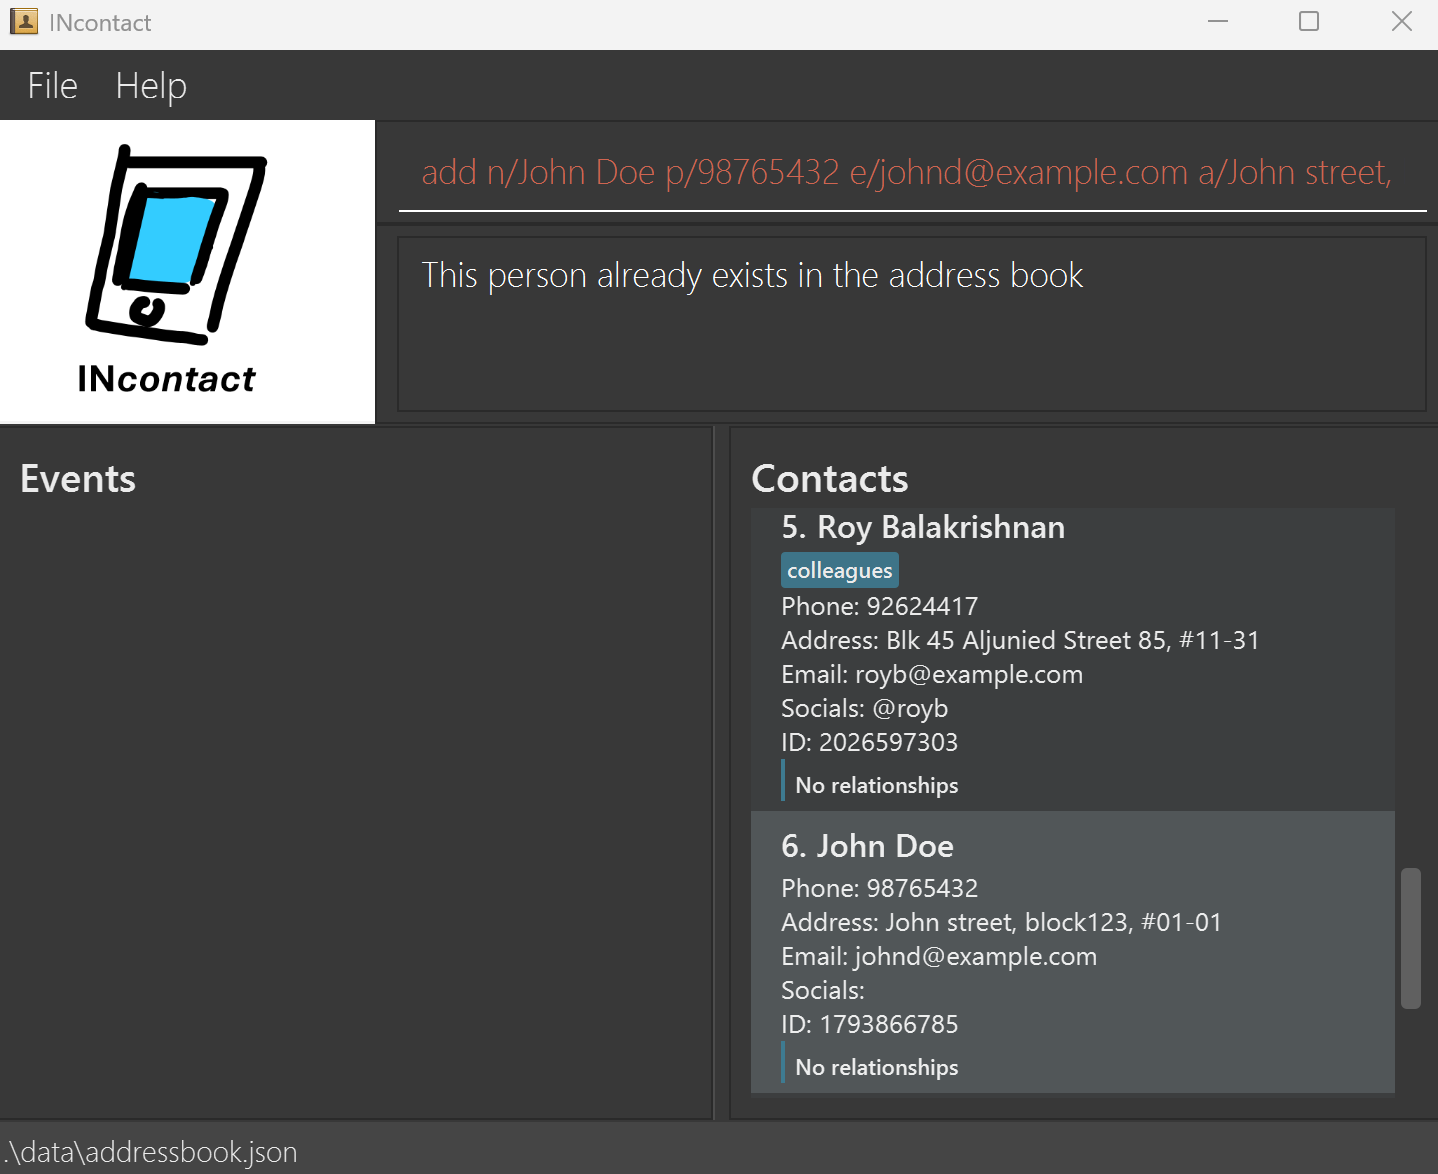 INcontact
File Help
add n/John Doe p/98765432 e/johnd@example.com a/John street,
This person already exists in the address book
INcontact
Events
Contacts
5. Roy Balakrishnan
colleagues
Phone: 92624417
Address: Blk 45 Aljunied Street 85, #11-31
Email: royb@example.com
Socials: @royb
ID: 2026597303
No relationships
6. John Doe
Phone: 98765432
Address: John street, block123, #01-01
Email: johnd@example.com
Socials:
ID: 1793866785
No relationships
.\data\addressbook.json